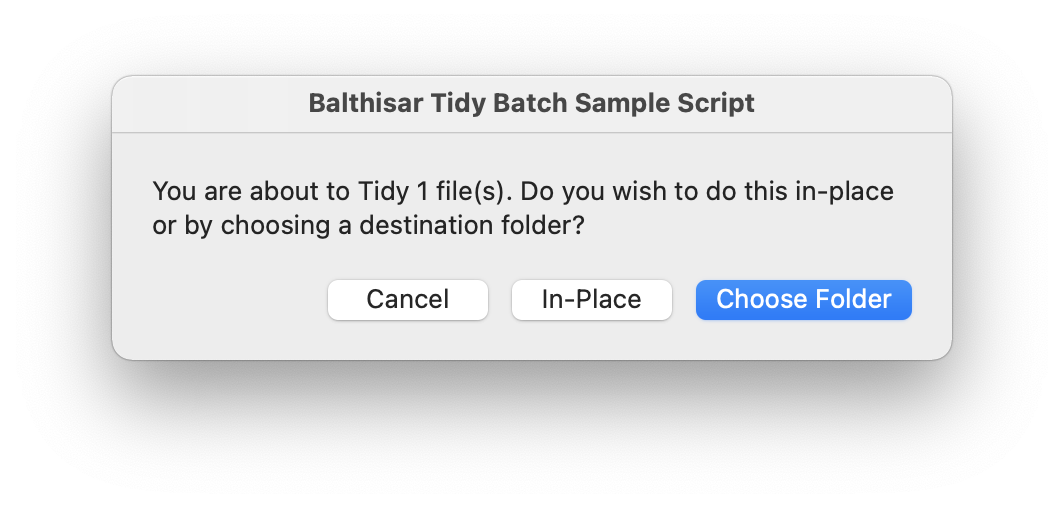 Balthisar Tidy Batch Sample Script
You are about to Tidy 1 file(s). Do you wish to do this in-place
or by choosing a destination folder?
Cancel
In-Place
Choose Folder